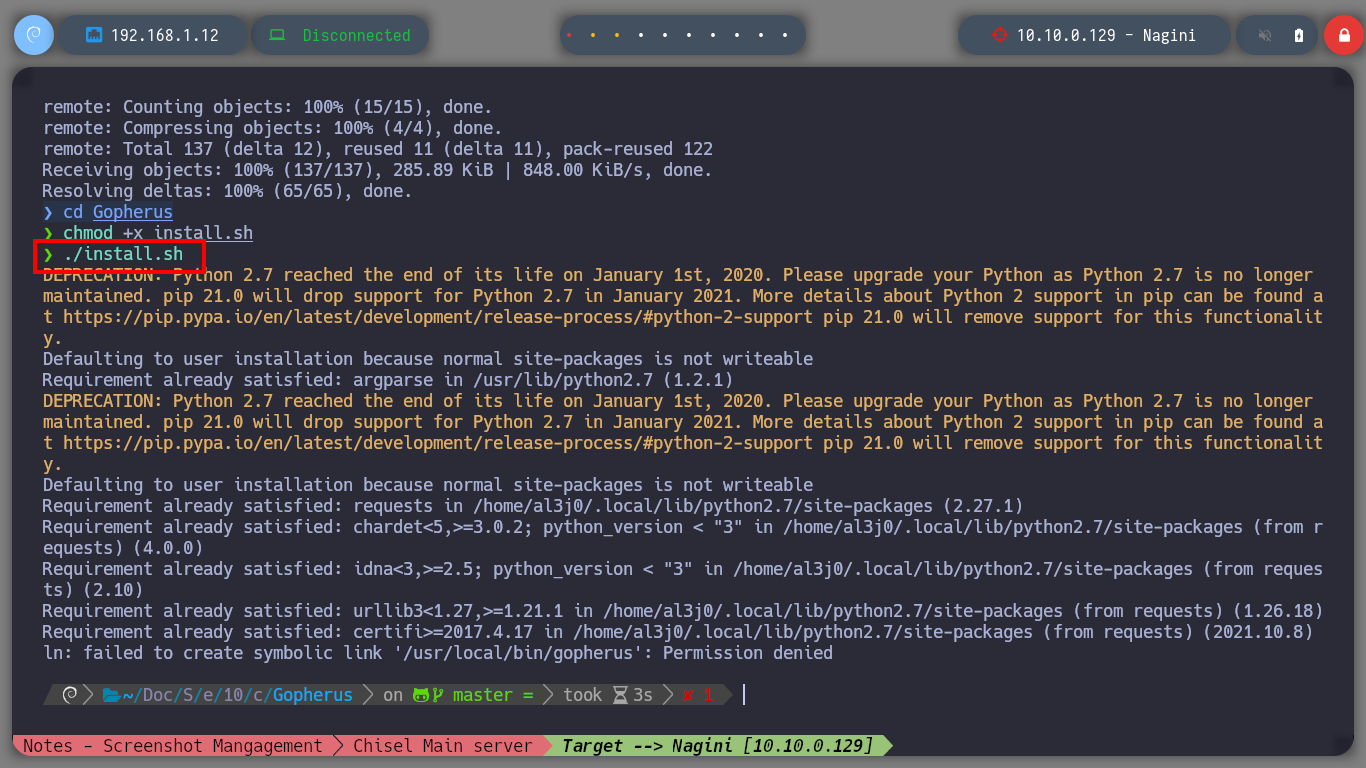 192.168.1.12
Disconnected
10.10.0.129 - Nagini
remote: Counting objects: 100% (15/15), done.
remote: Compressing objects: 100% (4/4), done.
remote: Total 137 (delta 12), reused 11 (delta 11), pack-reused 122
Receiving objects: 100% (137/137), 285.89 KiB | 848.00 KiB/s, done.
Resolving deltas: 100% (65/65), done.
❯ cd Gopherus
❯ chmod +x install.sh
❯ ./install.sh
DEPRECATION: Python 2.7 reached the end of its life on January 1st, 2020. Please upgrade your Python as Python 2.7 is no longer
maintained. pip 21.0 will drop support for Python 2.7 in January 2021. More details about Python 2 support in pip can be found a
t https://pip.pypa.io/en/latest/development/release-process/#python-2-support pip 21.0 will remove support for this functionalit
y.
Defaulting to user installation because normal site-packages is not writeable
Requirement already satisfied: argparse in /usr/lib/python2.7 (1.2.1)
DEPRECATION: Python 2.7 reached the end of its life on January 1st, 2020. Please upgrade your Python as Python 2.7 is no longer
maintained. pip 21.0 will drop support for Python 2.7 in January 2021. More details about Python 2 support in pip can be found a
t https://pip.pypa.io/en/latest/development/release-process/#python-2-support pip 21.0 will remove support for this functionalit
y.
Defaulting to user installation because normal site-packages is not writeable
Requirement already satisfied: requests in /home/al3j0/.local/lib/python2.7/site-packages (2.27.1)
Requirement already satisfied: chardet<5,>=3.0.2; python_version < "3" in /home/al3j0/.local/lib/python2.7/site-packages (from r
equests) (4.0.0)
Requirement already satisfied: idna<3,>=2.5; python_version < "3" in /home/al3j0/.local/lib/python2.7/site-packages (from reques
ts) (2.10)
Requirement already satisfied: urllib3<1.27,>=1.21.1 in /home/al3j0/.local/lib/python2.7/site-packages (from requests) (1.26.18)
Requirement already satisfied: certifi>=2017.4.17 in /home/al3j0/.local/lib/python2.7/site-packages (from requests) (2021.10.8)
ln: failed to create symbolic link '/usr/local/bin/gopherus': Permission denied
~/Doc/S/e/10/c/Gopherus on master = took 3s ✘ 1
Notes - Screenshot Mangagement Chisel Main server Target --> Nagini [10.10.0.129]